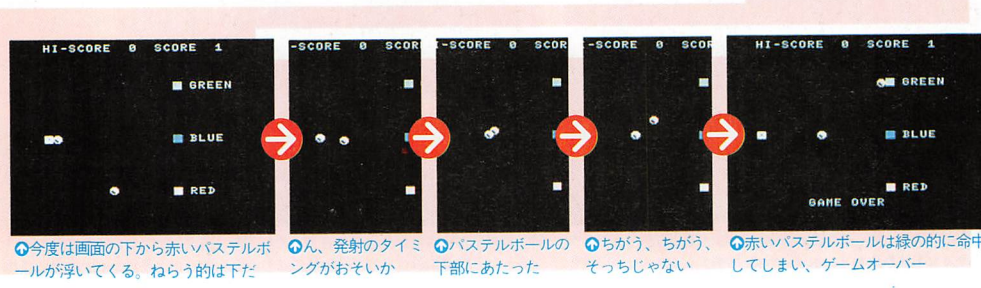 HI-SCORE 0 SCORE 1
GREEN
BLUE
RED
今度は画面の下から赤いパステルボ
ールが浮いてくる。ねらう的は下だ
-SCORE 0 SCOR
ん、発射のタイミ
ングがおそいか
I-SCORE 0 SCOR
パステルボールの
下部にあたった
I-SCORE 0 SCOR
ちがう、ちがう、
そっちじゃない
HI-SCORE 0 SCORE 1
GREEN
BLUE
RED
GAME OVER
赤いパステルボールは緑の的に命中
してしまい、ゲームオーバー